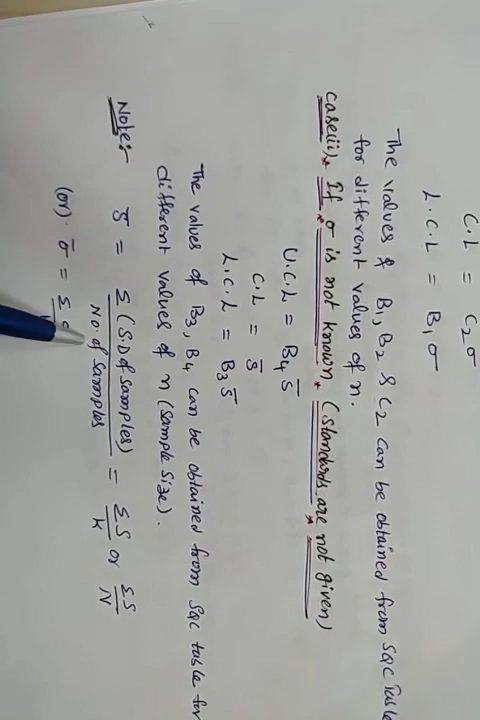 C.L = C₂σ
L.C.L = B₁σ
The values of B₁, B₂ & C₂ can be obtained from SQC Table
for different values of n.
case(ii)* If σ is not known. (Standards are not given)
U.C.L = B₄s̄
C.L = s̄
L.C.L = B₃s̄
The values of B₃, B₄ can be obtained from SQC table for
different values of n (sample size).
Note:- s̄ = Σ(S.D of samples) / No. of samples = ΣS/K or ΣS/N
(or) σ̄ = Σ